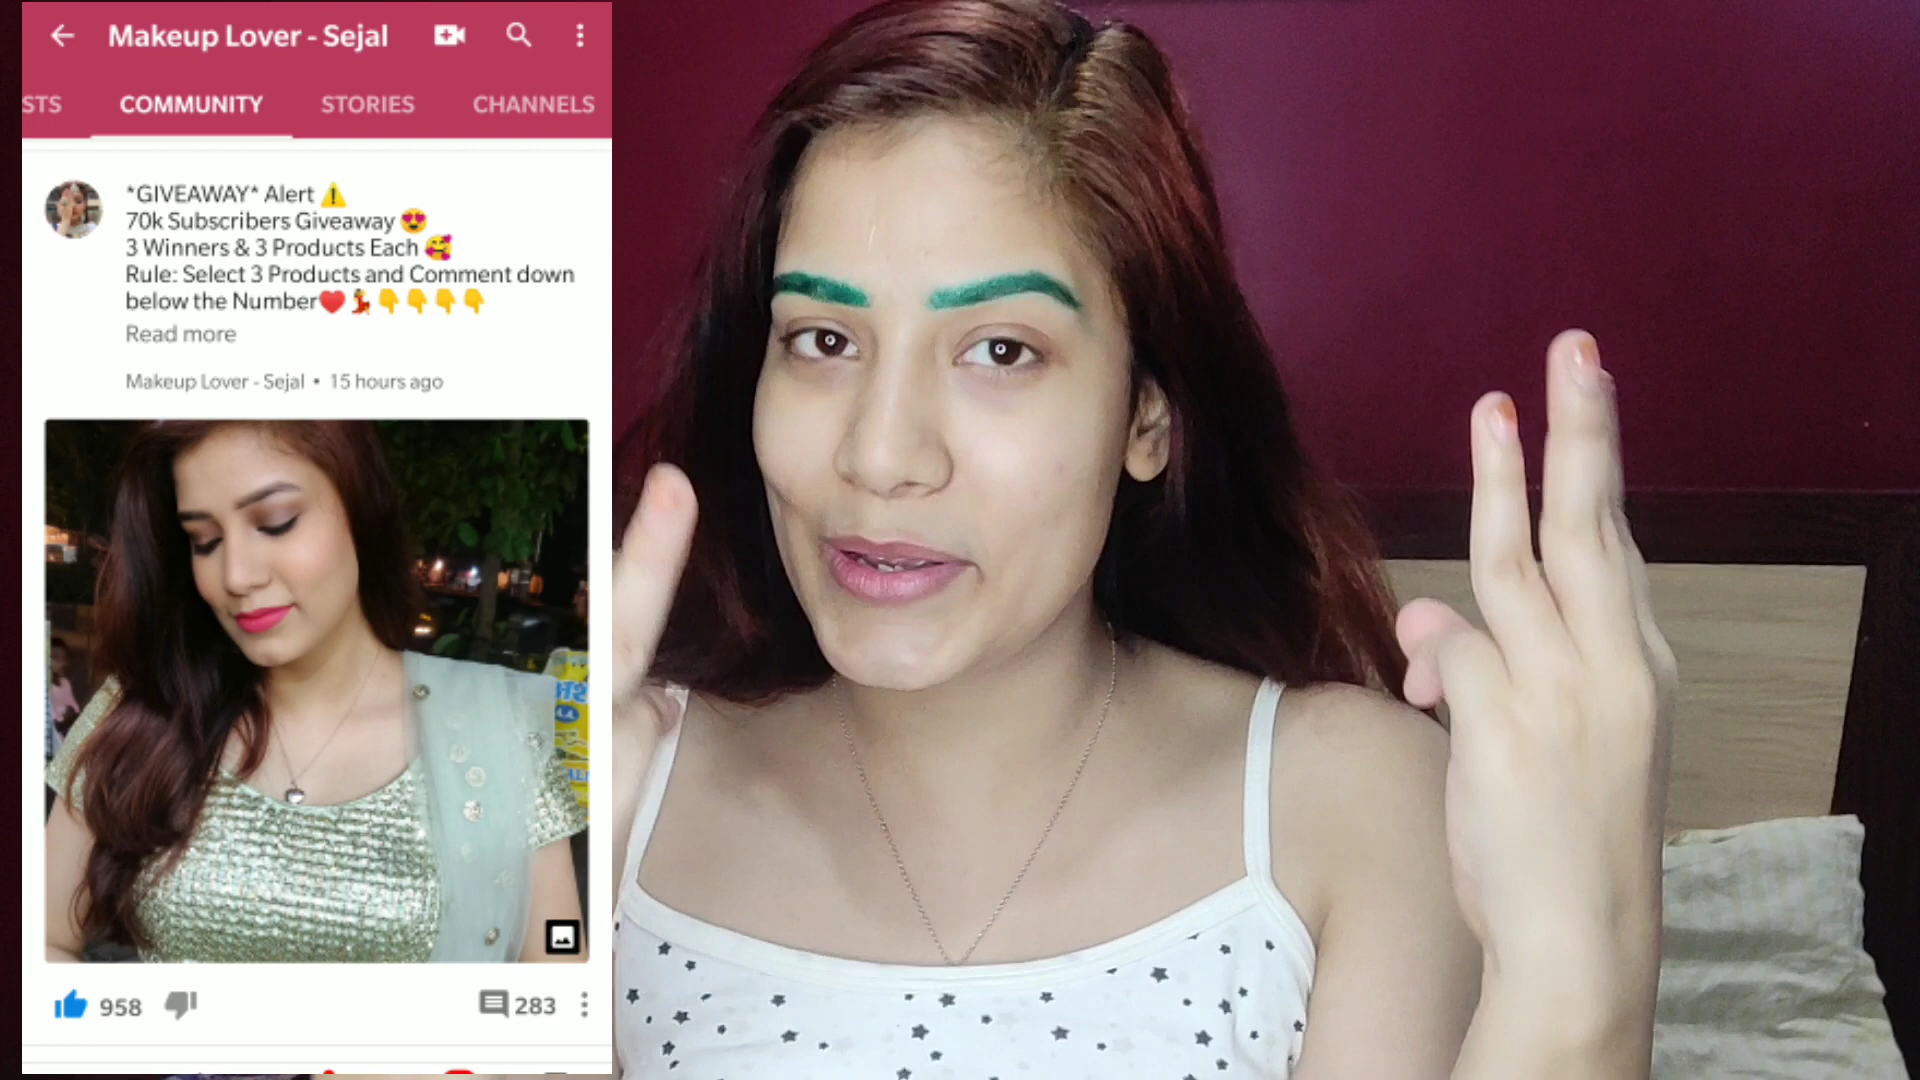 Makeup Lover - Sejal
STS COMMUNITY STORIES CHANNELS
*GIVEAWAY* Alert ⚠️
70k Subscribers Giveaway 😍
3 Winners & 3 Products Each 🥰
Rule: Select 3 Products and Comment down
below the Number❤️💃👇👇👇👇
Read more
Makeup Lover - Sejal • 15 hours ago
958
283